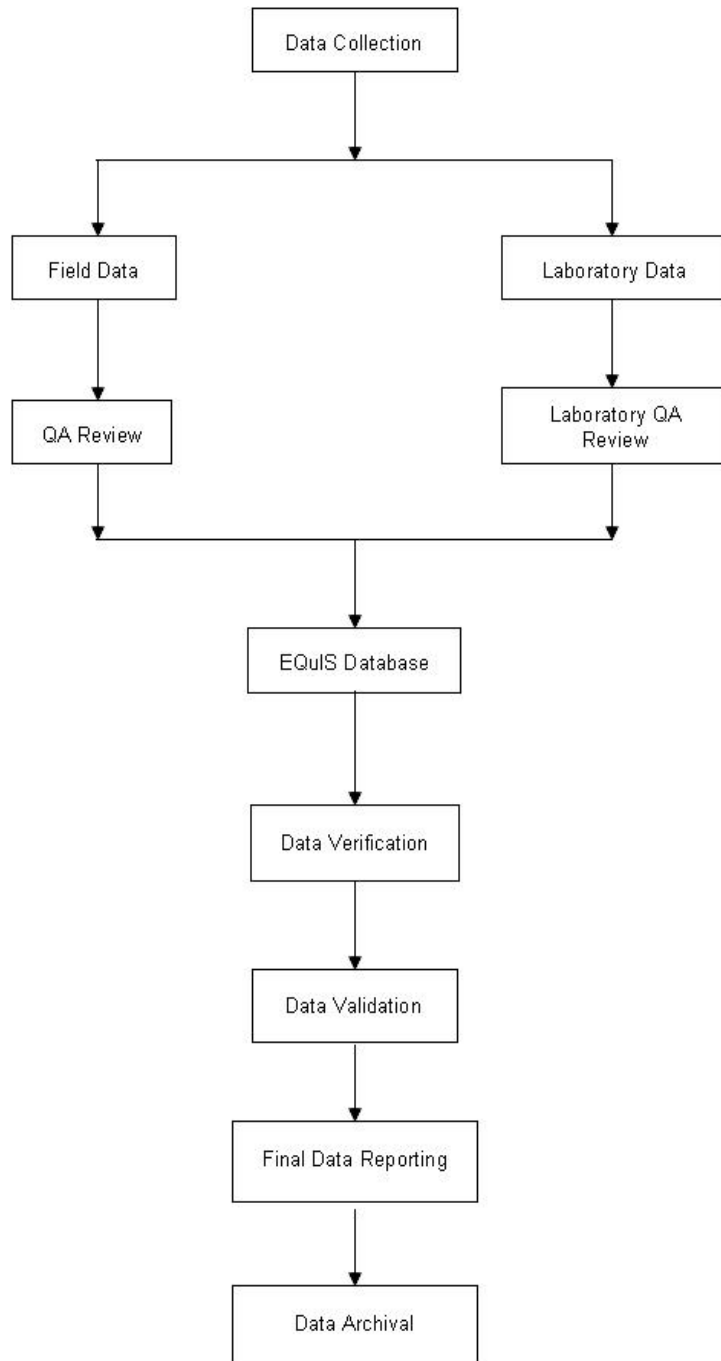 Data Collection
Field Data
Laboratory Data
QA Review
Laboratory QA
Review
EQuIS Database
Data Verification
Data Validation
Final Data Reporting
Data Archival